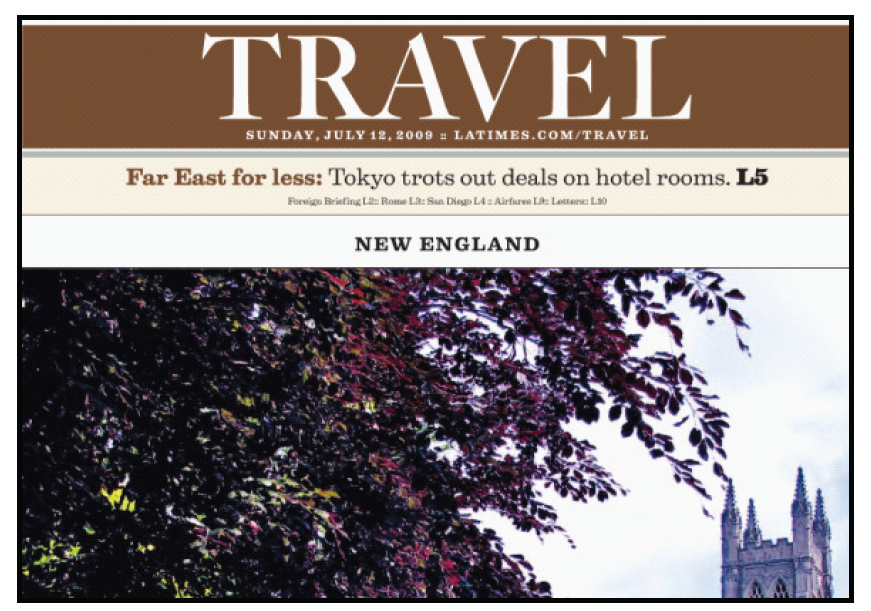 TRAVEL
SUNDAY, JULY 12, 2009 :: LATIMES.COM/TRAVEL
Far East for less: Tokyo trots out deals on hotel rooms. L5
Foreign Briefing L2:: Rome L3:: San Diego L4 :: Airfares L9:: Letters: L10
NEW ENGLAND